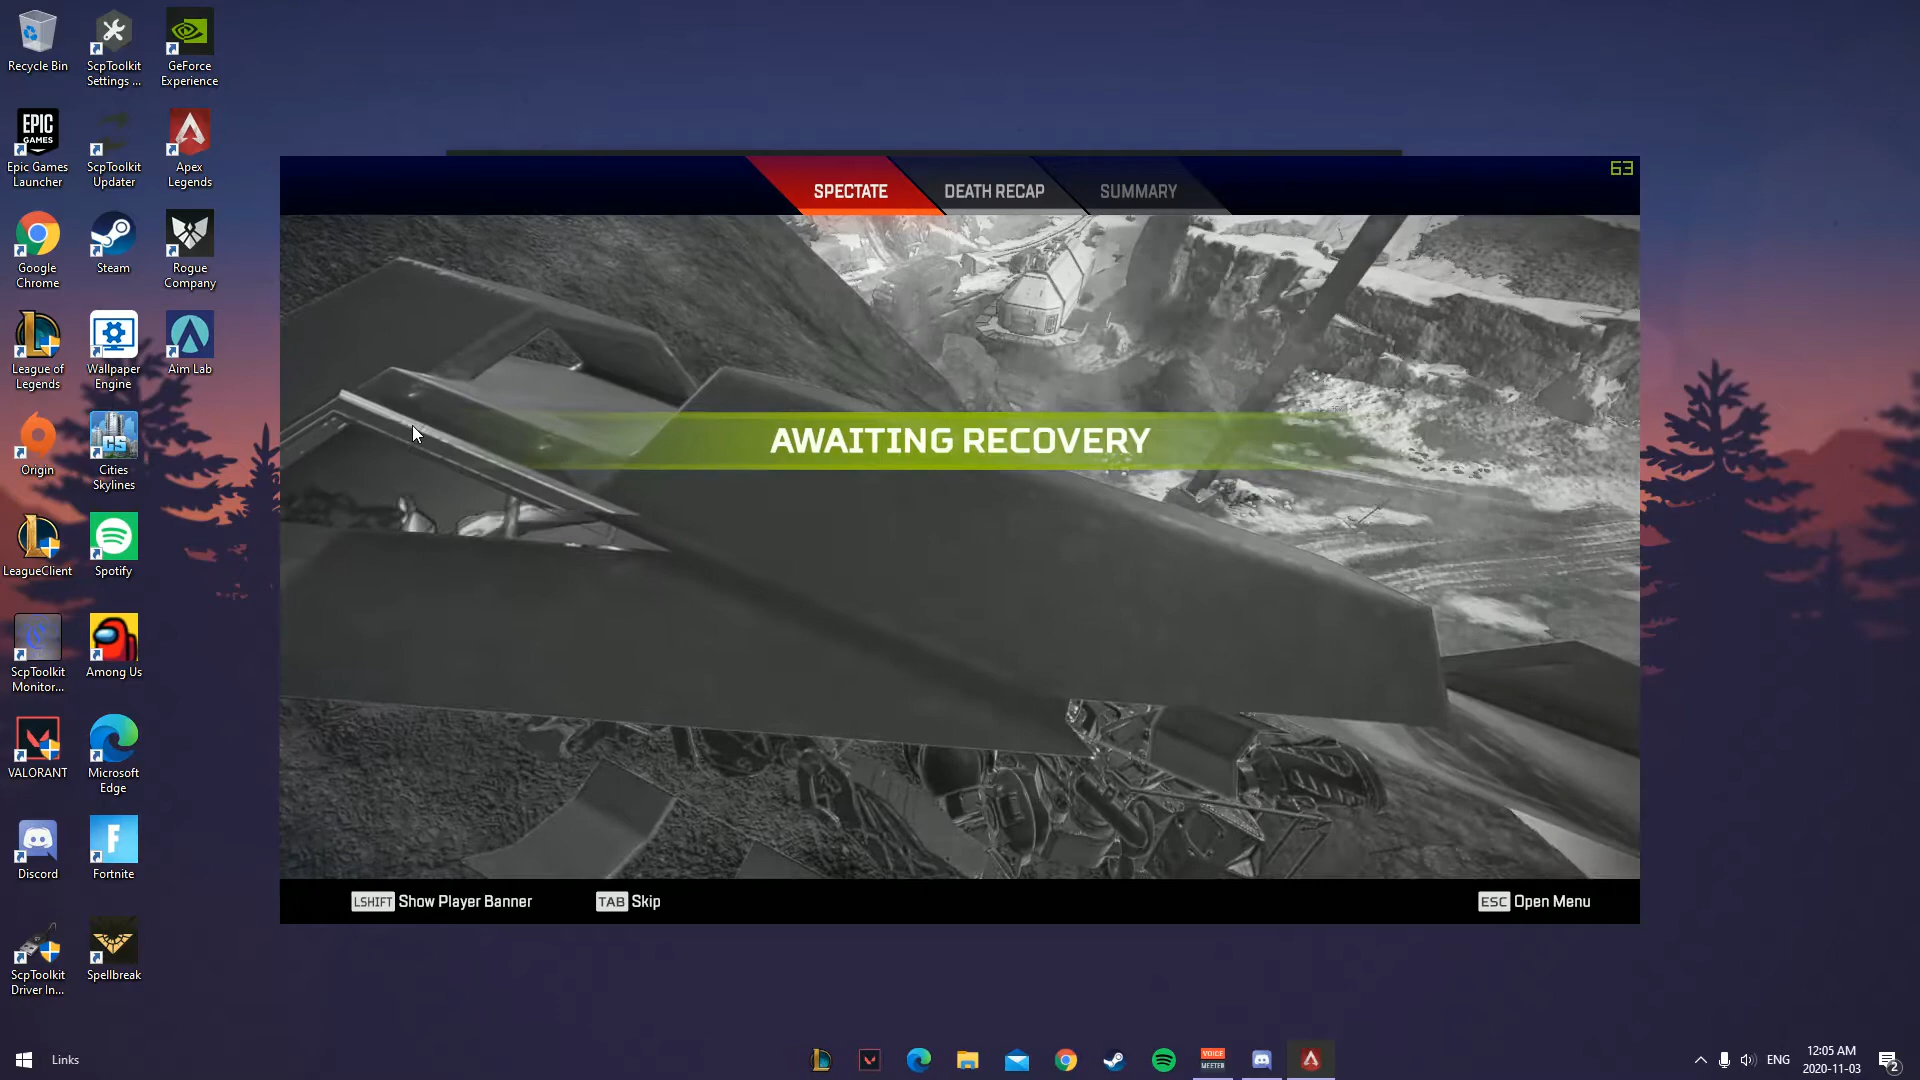 Recycle Bin
ScpToolkit
Settings ...
GeForce
Experience
EPIC
GAMES
Epic Games
Launcher
ScpToolkit
Updater
Apex
Legends
Google
Chrome
Steam
Rogue
Company
League of
Legends
Wallpaper
Engine
Aim Lab
Origin
CS
Cities
Skylines
LeagueClient
Spotify
ScpToolkit
Monitor...
Among Us
VALORANT
Microsoft
Edge
Discord
F
Fortnite
ScpToolkit
Driver In...
Spellbreak
SPECTATE
DEATH RECAP
SUMMARY
63
AWAITING RECOVERY
LSHIFT Show Player Banner
TAB Skip
ESC Open Menu
Links
VOICE
MEETER
ENG
12:05 AM
2020-11-03
2